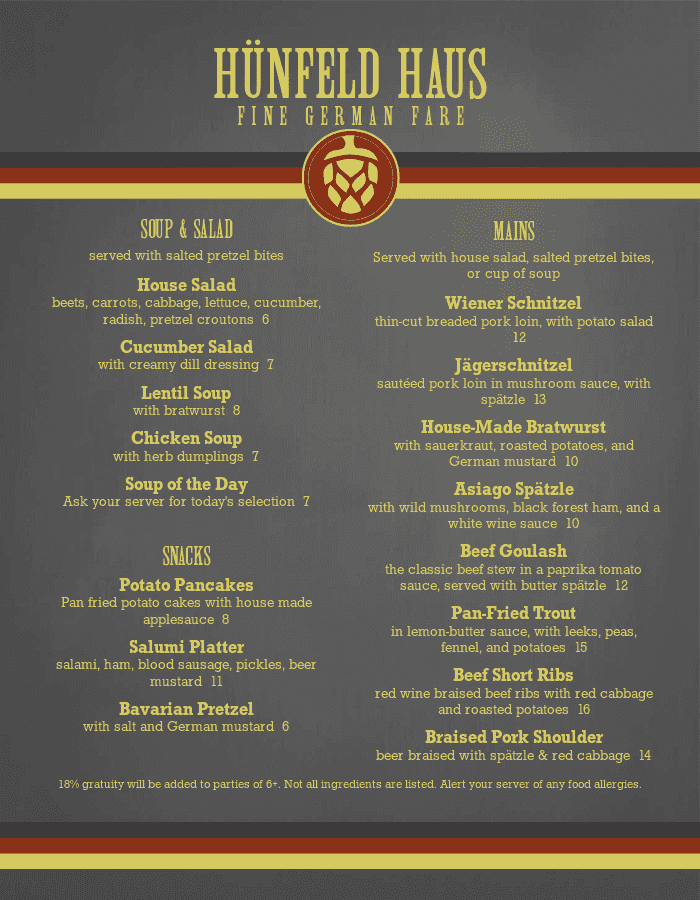 HÜNFELD HAUS
FINE GERMAN FARE
SOUP & SALAD
served with salted pretzel bites
House Salad
beets, carrots, cabbage, lettuce, cucumber,
radish, pretzel croutons 6
Cucumber Salad
with creamy dill dressing 7
Lentil Soup
with bratwurst 8
Chicken Soup
with herb dumplings 7
Soup of the Day
Ask your server for today's selection 7
SNACKS
Potato Pancakes
Pan fried potato cakes with house made
applesauce 8
Salumi Platter
salami, ham, blood sausage, pickles, beer
mustard 11
Bavarian Pretzel
with salt and German mustard 6
MAINS
Served with house salad, salted pretzel bites,
or cup of soup
Wiener Schnitzel
thin-cut breaded pork loin, with potato salad
12
Jägerschnitzel
sautéed pork loin in mushroom sauce, with
spätzle 13
House-Made Bratwurst
with sauerkraut, roasted potatoes, and
German mustard 10
Asiago Spätzle
with wild mushrooms, black forest ham, and a
white wine sauce 10
Beef Goulash
the classic beef stew in a paprika tomato
sauce, served with butter spätzle 12
Pan-Fried Trout
in lemon-butter sauce, with leeks, peas,
fennel, and potatoes 15
Beef Short Ribs
red wine braised beef ribs with red cabbage
and roasted potatoes 16
Braised Pork Shoulder
beer braised with spätzle & red cabbage 14
18% gratuity will be added to parties of 6+. Not all ingredients are listed. Alert your server of any food allergies.